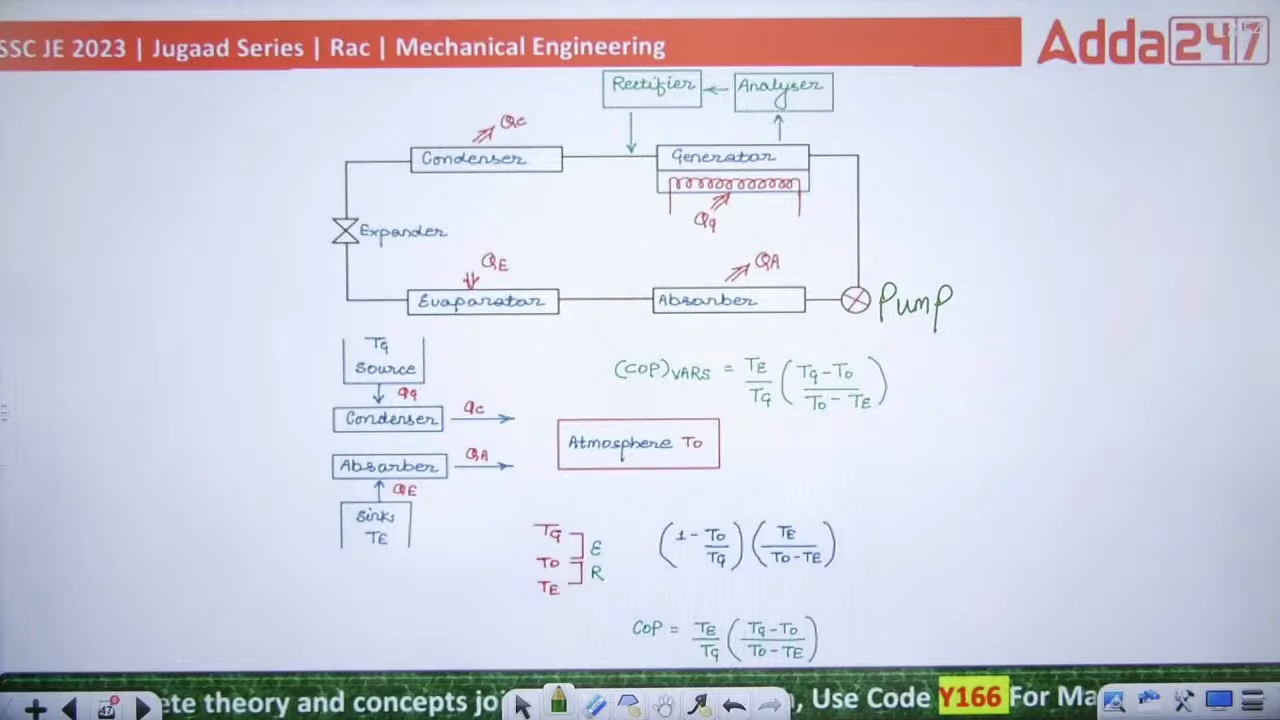 SSC JE 2023 | Jugaad Series | Rac | Mechanical Engineering
Adda247
Rectifier
Analyser
Qc
Condenser
Generator
Qg
Expander
QE
QA
Evaporator
Absorber
Pump
Tg
Source
Qg
Condenser
Qc
Absorber
QA
QE
Sink
TE
(COP)VARS = TE/Tg (Tg-To/To-TE)
Atmosphere To
Tg
To
TE
E
R
(1-To/Tg) (TE/To-TE)
COP = TE/Tg (Tg-To/To-TE)
ete theory and concepts joi
, Use Code Y166 For Ma
47